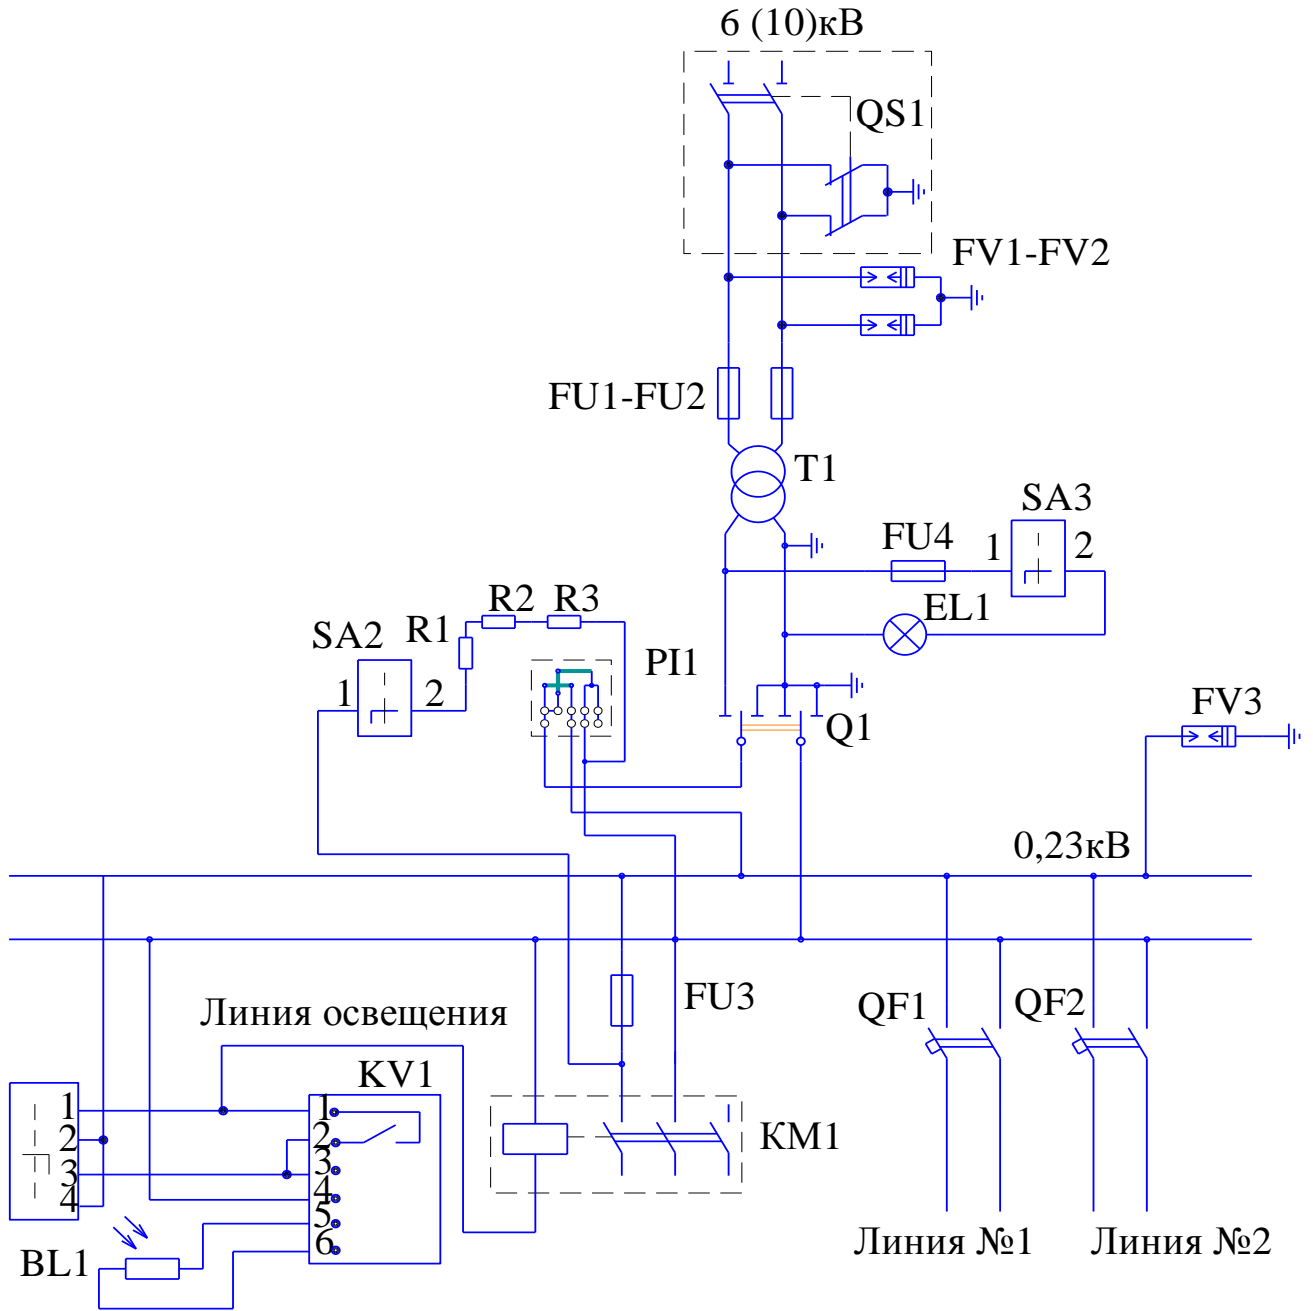 6 (10)кВ
QS1
FV1-FV2
FU1-FU2
T1
SA3
FU4
1
2
R2
R3
EL1
SA2
R1
PI1
1
2
FV3
Q1
0,23кВ
FU3
QF1
QF2
Линия освещения
KV1
1
2
3
4
1
2
3
4
5
6
KM1
BL1
Линия №1
Линия №2